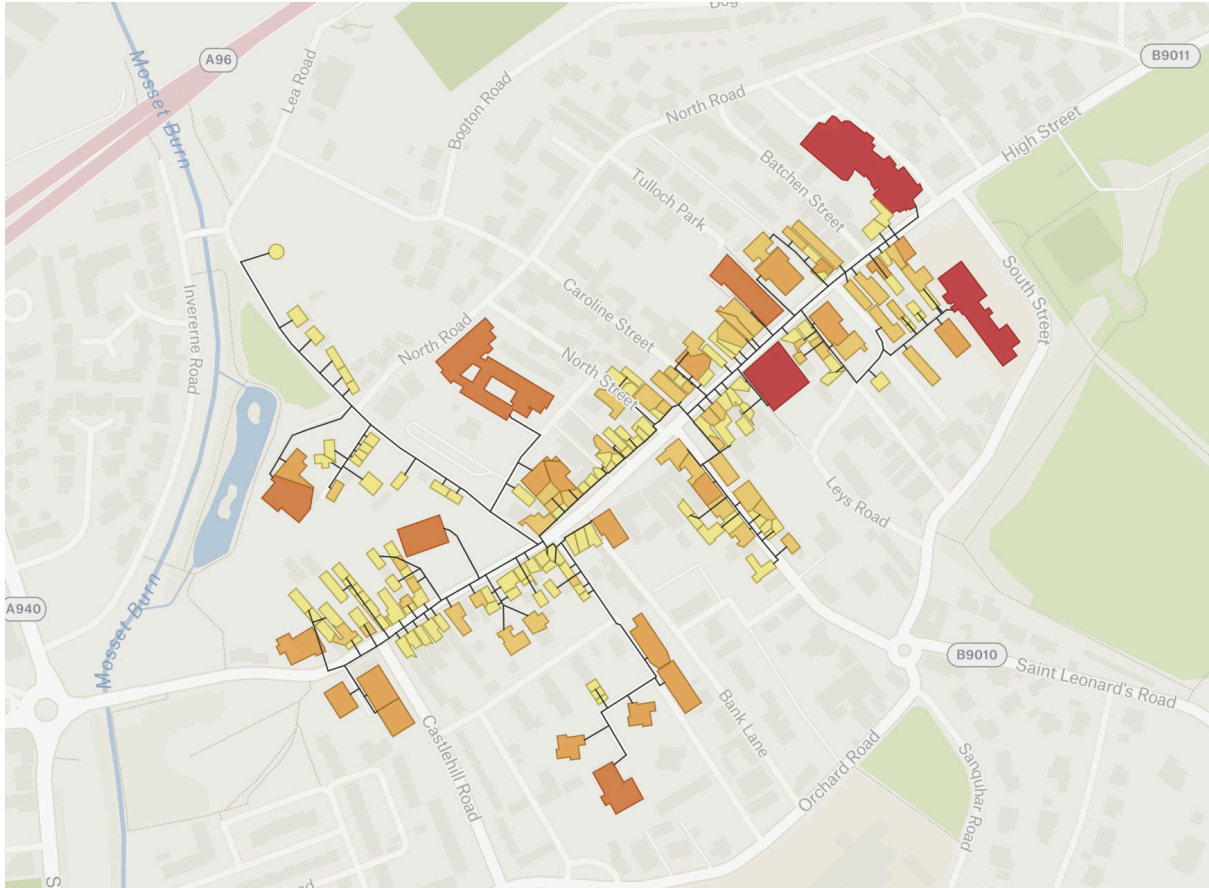 Bog
A96
B9011
Mosset Burn
Lea Road
Bogton Road
North Road
High Street
Batchen Street
Tulloch Park
South Street
Invererne Road
Caroline Street
North Road
North Street
Leys Road
A940
Mosset Burn
B9010
Saint Leonard's Road
Bank Lane
Castlehill Road
Orchard Road
Sanquhar Road
S
d